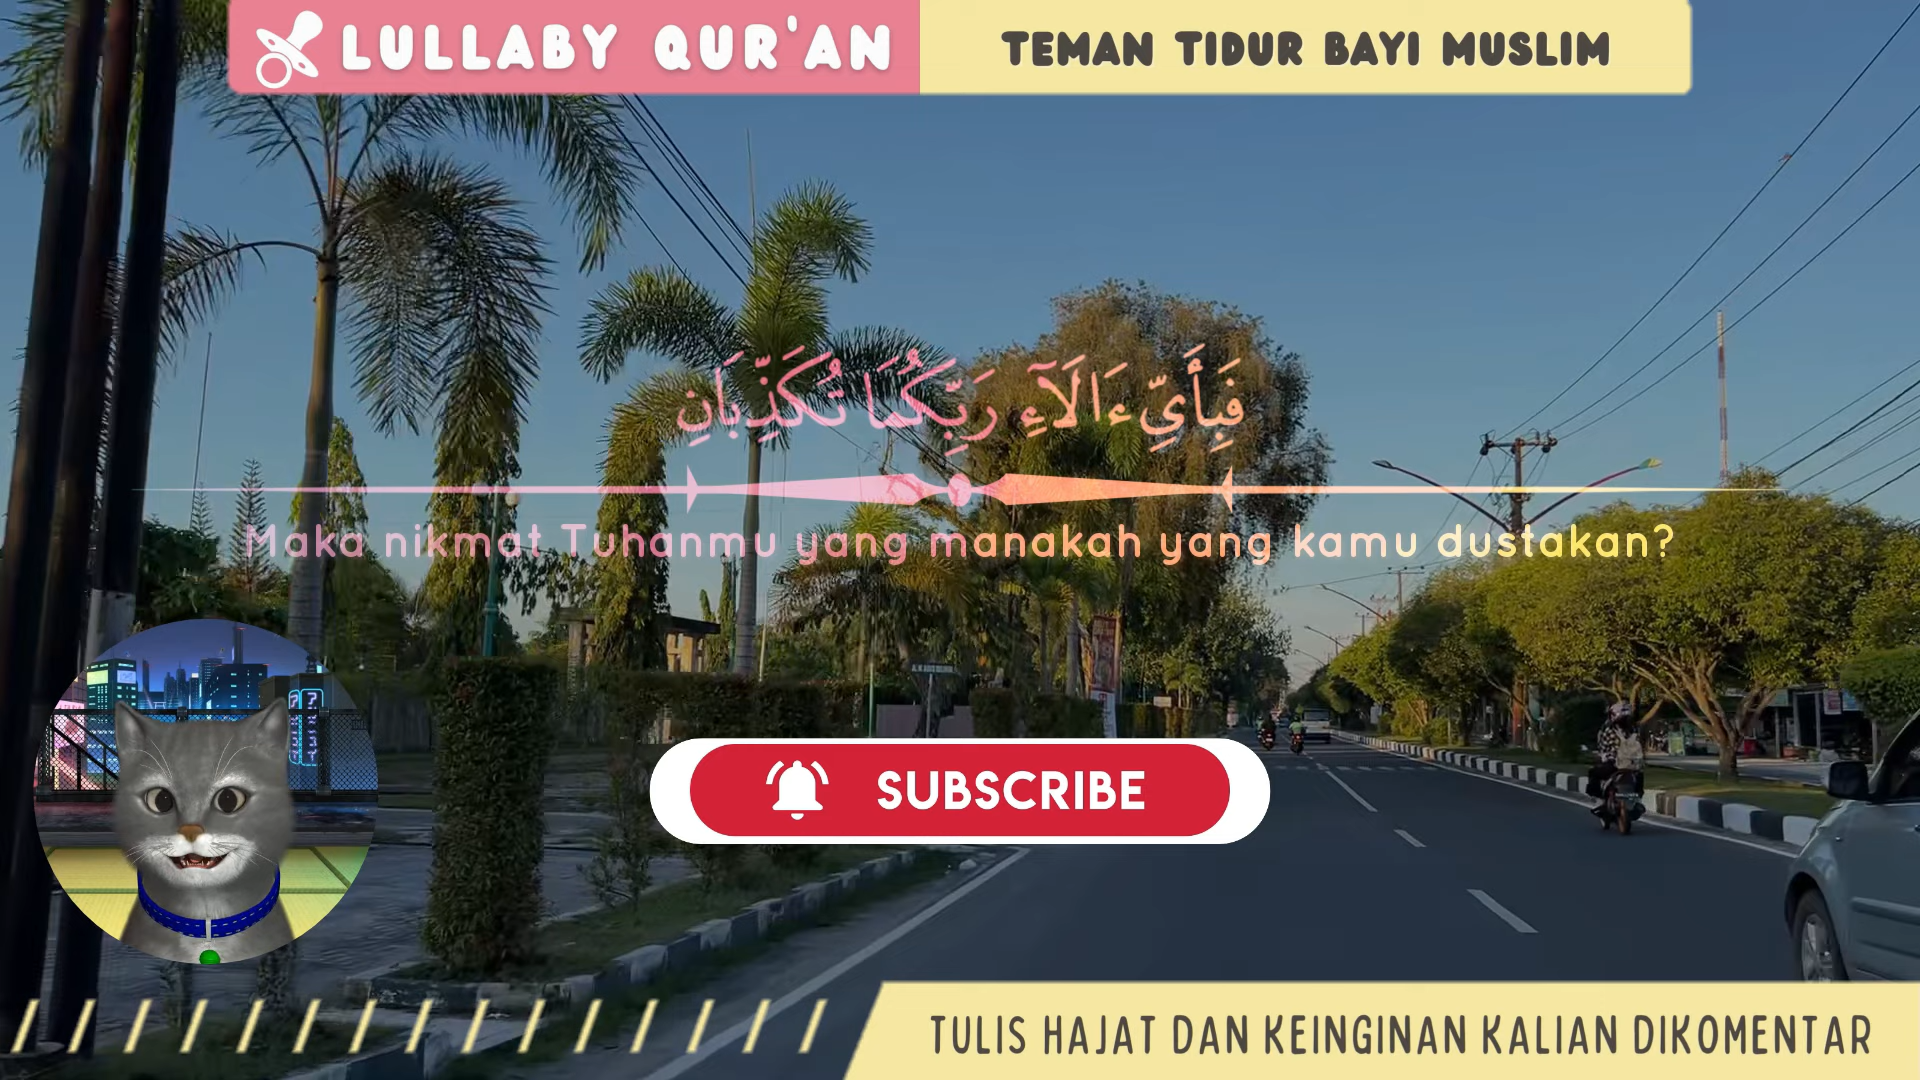 LULLABY QUR'AN
TEMAN TIDUR BAYI MUSLIM
فَبِأَيِّ ءَالَآءِ رَبِّكُمَا تُكَذِّبَانِ
Maka nikmat Tuhanmu yang manakah yang kamu dustakan?
SUBSCRIBE
TULIS HAJAT DAN KEINGINAN KALIAN DIKOMENTAR